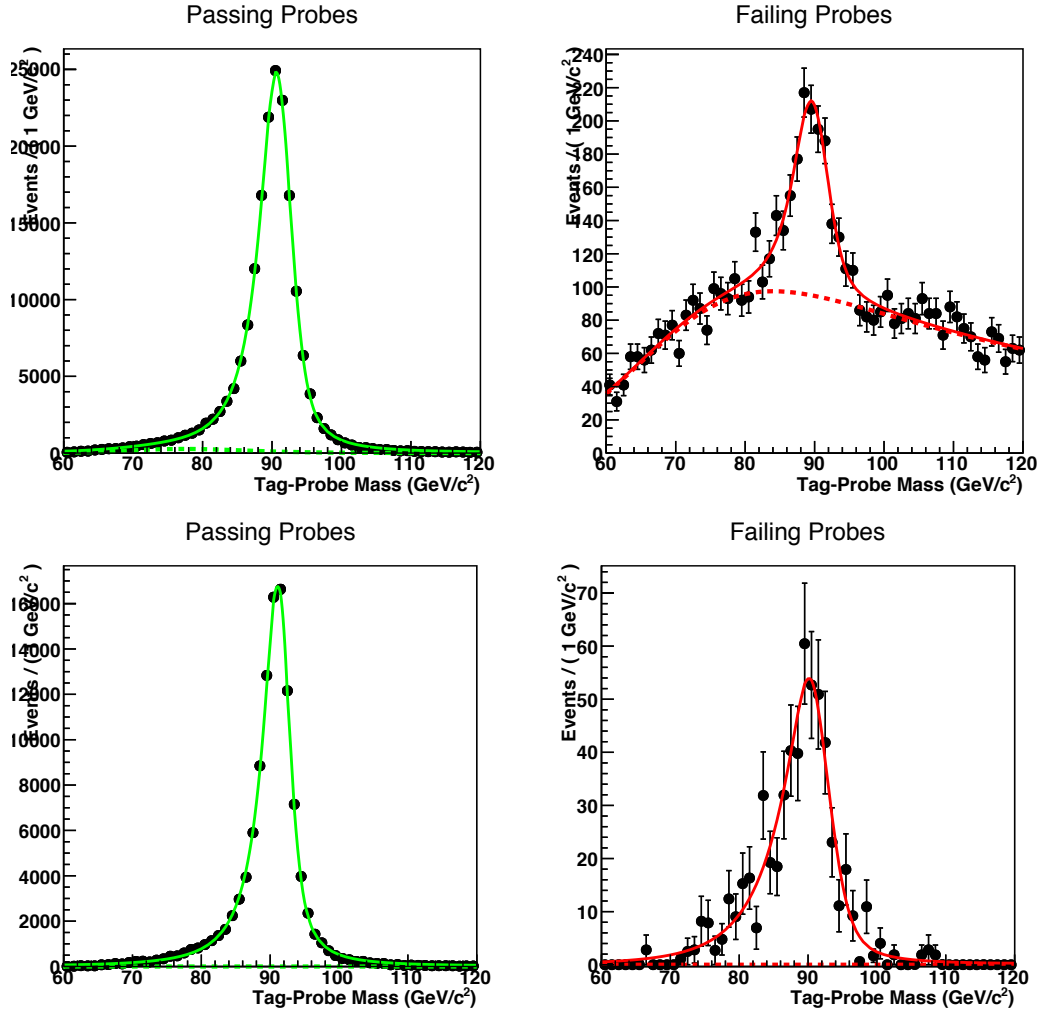 Passing Probes
Failing Probes
Events / ( 1 GeV/c² )
25000
20000
15000
10000
5000
0
60 70 80 90 100 110 120
Tag-Probe Mass (GeV/c²)
Events / ( 1 GeV/c² )
240
220
200
180
160
140
120
100
80
60
40
20
0
60 70 80 90 100 110 120
Tag-Probe Mass (GeV/c²)
Passing Probes
Failing Probes
Events / ( 1 GeV/c² )
16000
14000
12000
10000
8000
6000
4000
2000
0
60 70 80 90 100 110 120
Tag-Probe Mass (GeV/c²)
Events / ( 1 GeV/c² )
70
60
50
40
30
20
10
0
60 70 80 90 100 110 120
Tag-Probe Mass (GeV/c²)